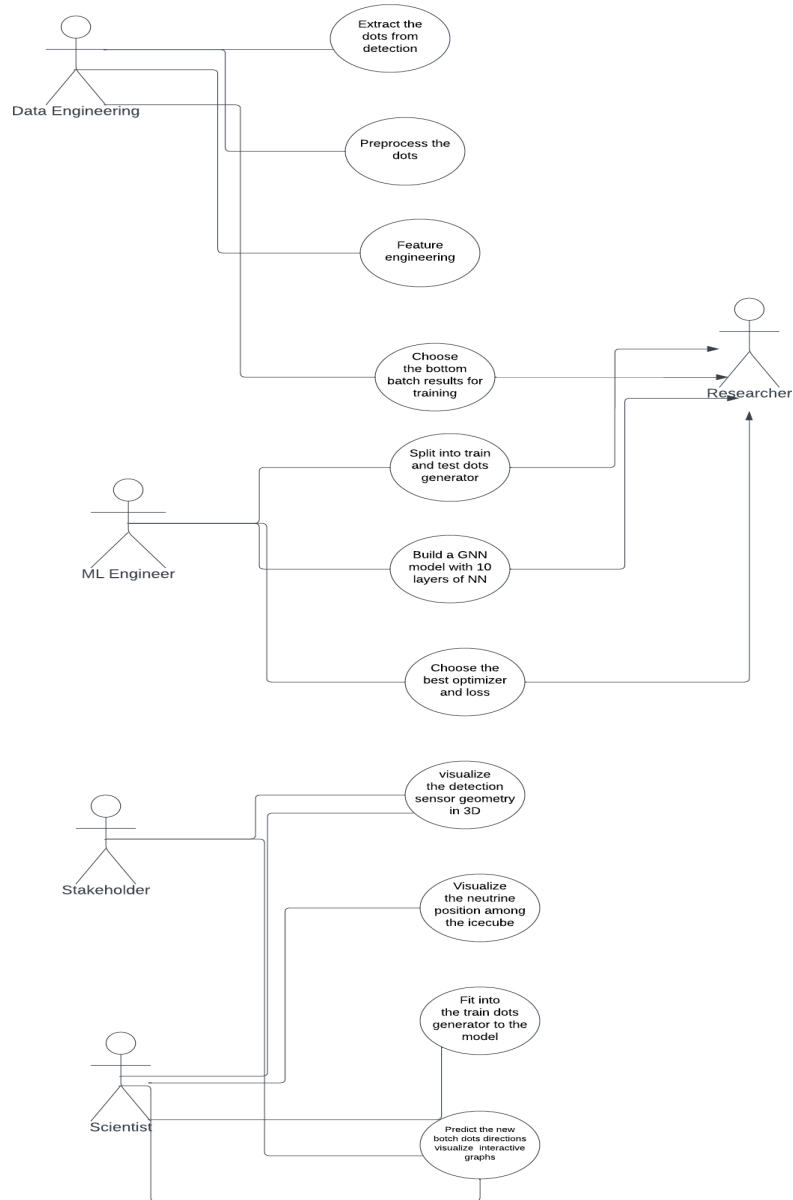 Extract the
dots from
detection
Data Engineering
Preprocess the
dots
Feature
engineering
Choose
the bottom
batch results for
training
Researcher
Split into train
and test dots
generator
ML Engineer
Build a GNN
model with 10
layers of NN
Choose the
best optimizer
and loss
visualize
the detection
sensor geometry
in 3D
Stakeholder
Visualize
the neutrine
position among
the icecube
Fit into
the train dots
generator to the
model
Scientist
Predict the new
botch dots directions
visualize interactive
graphs